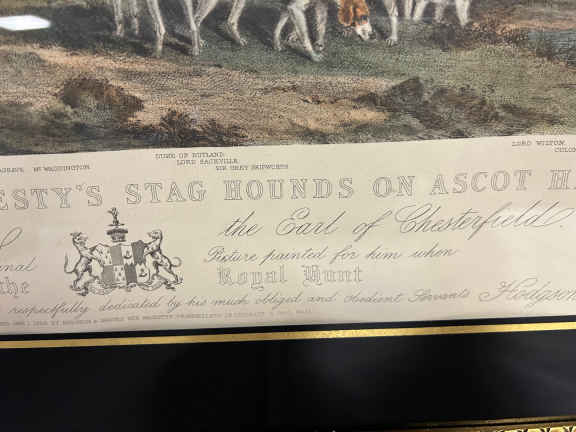 DUKE OF RUTLAND.
LORD WILTON.
LORD SACKVILLE.
MR WADDINGTON.
SIR GREY SKIPWORTH.
ESTY'S STAG HOUNDS ON ASCOT H
the Earl of Chesterfield.
Picture painted for him when
the
Royal Hunt
respectfully dedicated by his much obliged and obedient Servants Hodgson